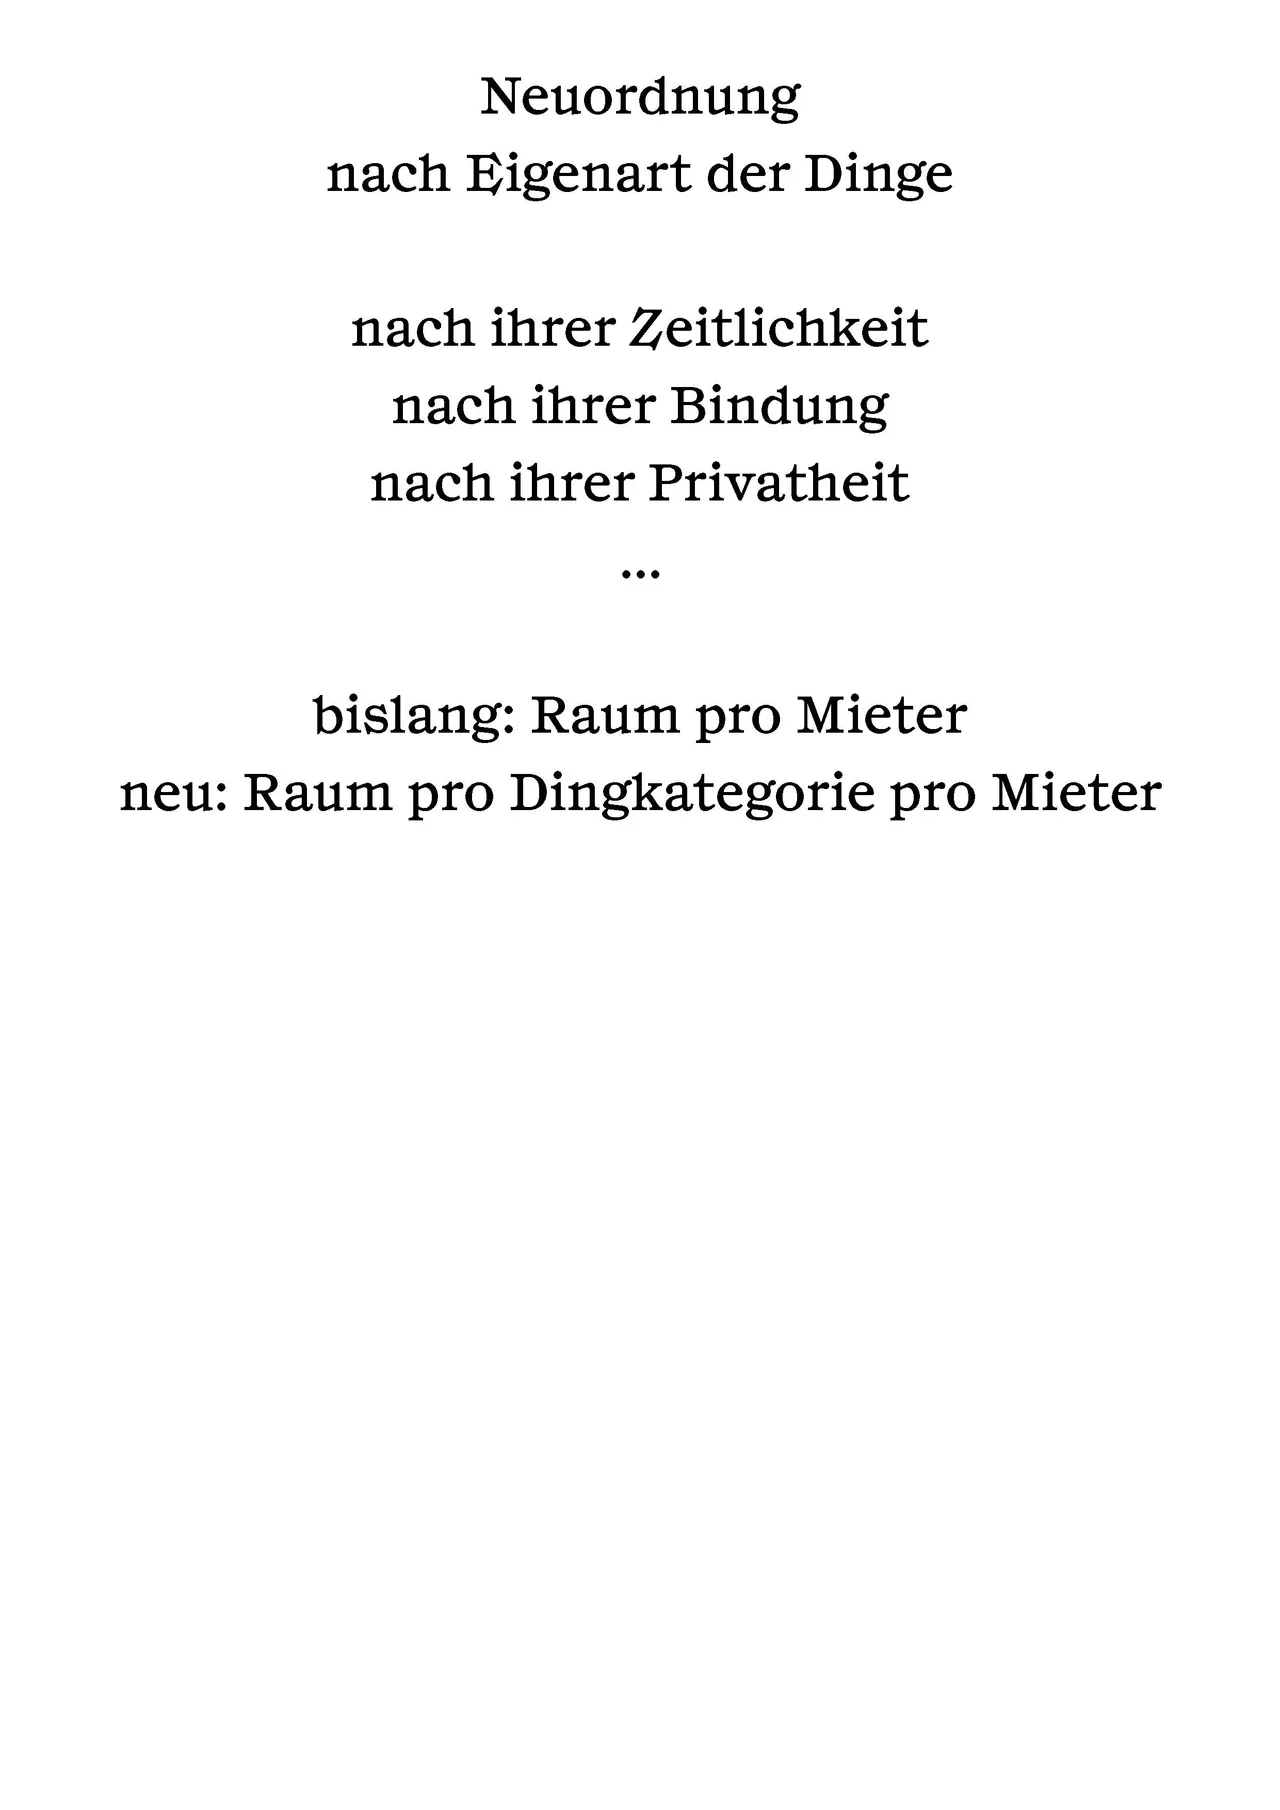 Neuordnung
nach Eigenart der Dinge
nach ihrer Zeitlichkeit
nach ihrer Bindung
nach ihrer Privatheit
...
bislang: Raum pro Mieter
neu: Raum pro Dingkategorie pro Mieter